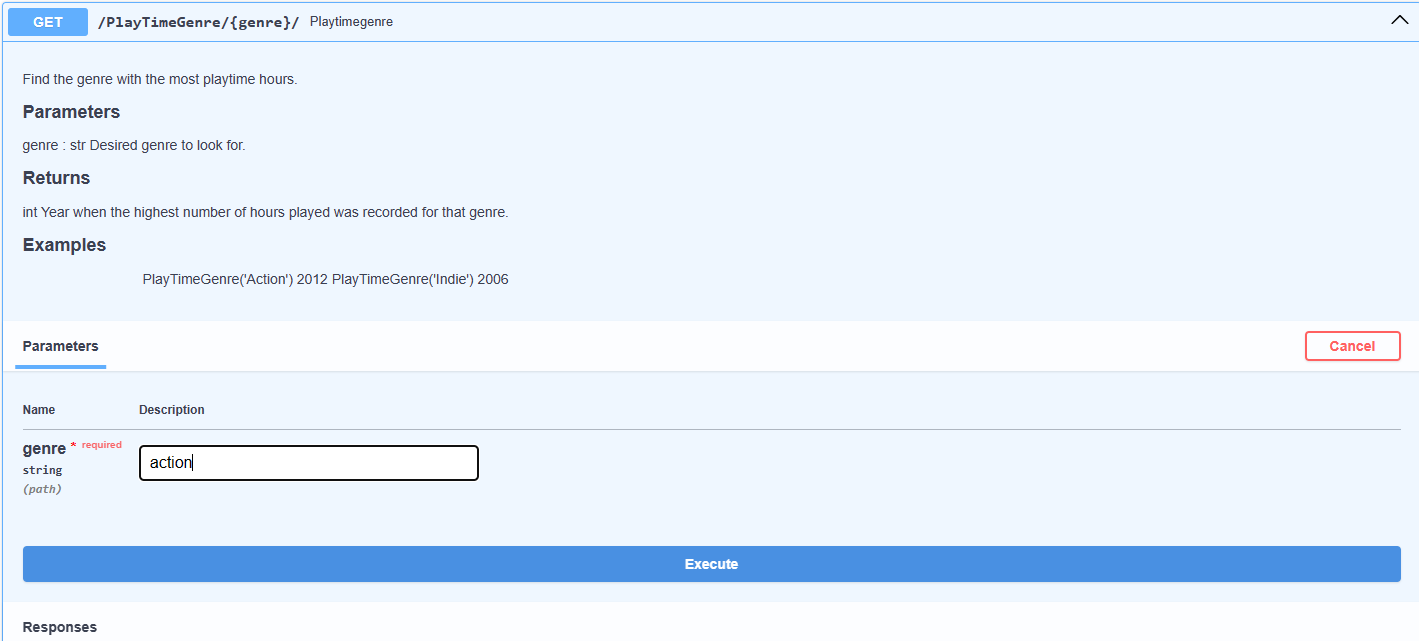 GET /PlayTimeGenre/{genre}/ Playtimegenre
Find the genre with the most playtime hours.
Parameters
genre : str Desired genre to look for.
Returns
int Year when the highest number of hours played was recorded for that genre.
Examples
PlayTimeGenre('Action') 2012 PlayTimeGenre('Indie') 2006
Parameters
Cancel
Name Description
genre * required
string
(path)
action
Execute
Responses